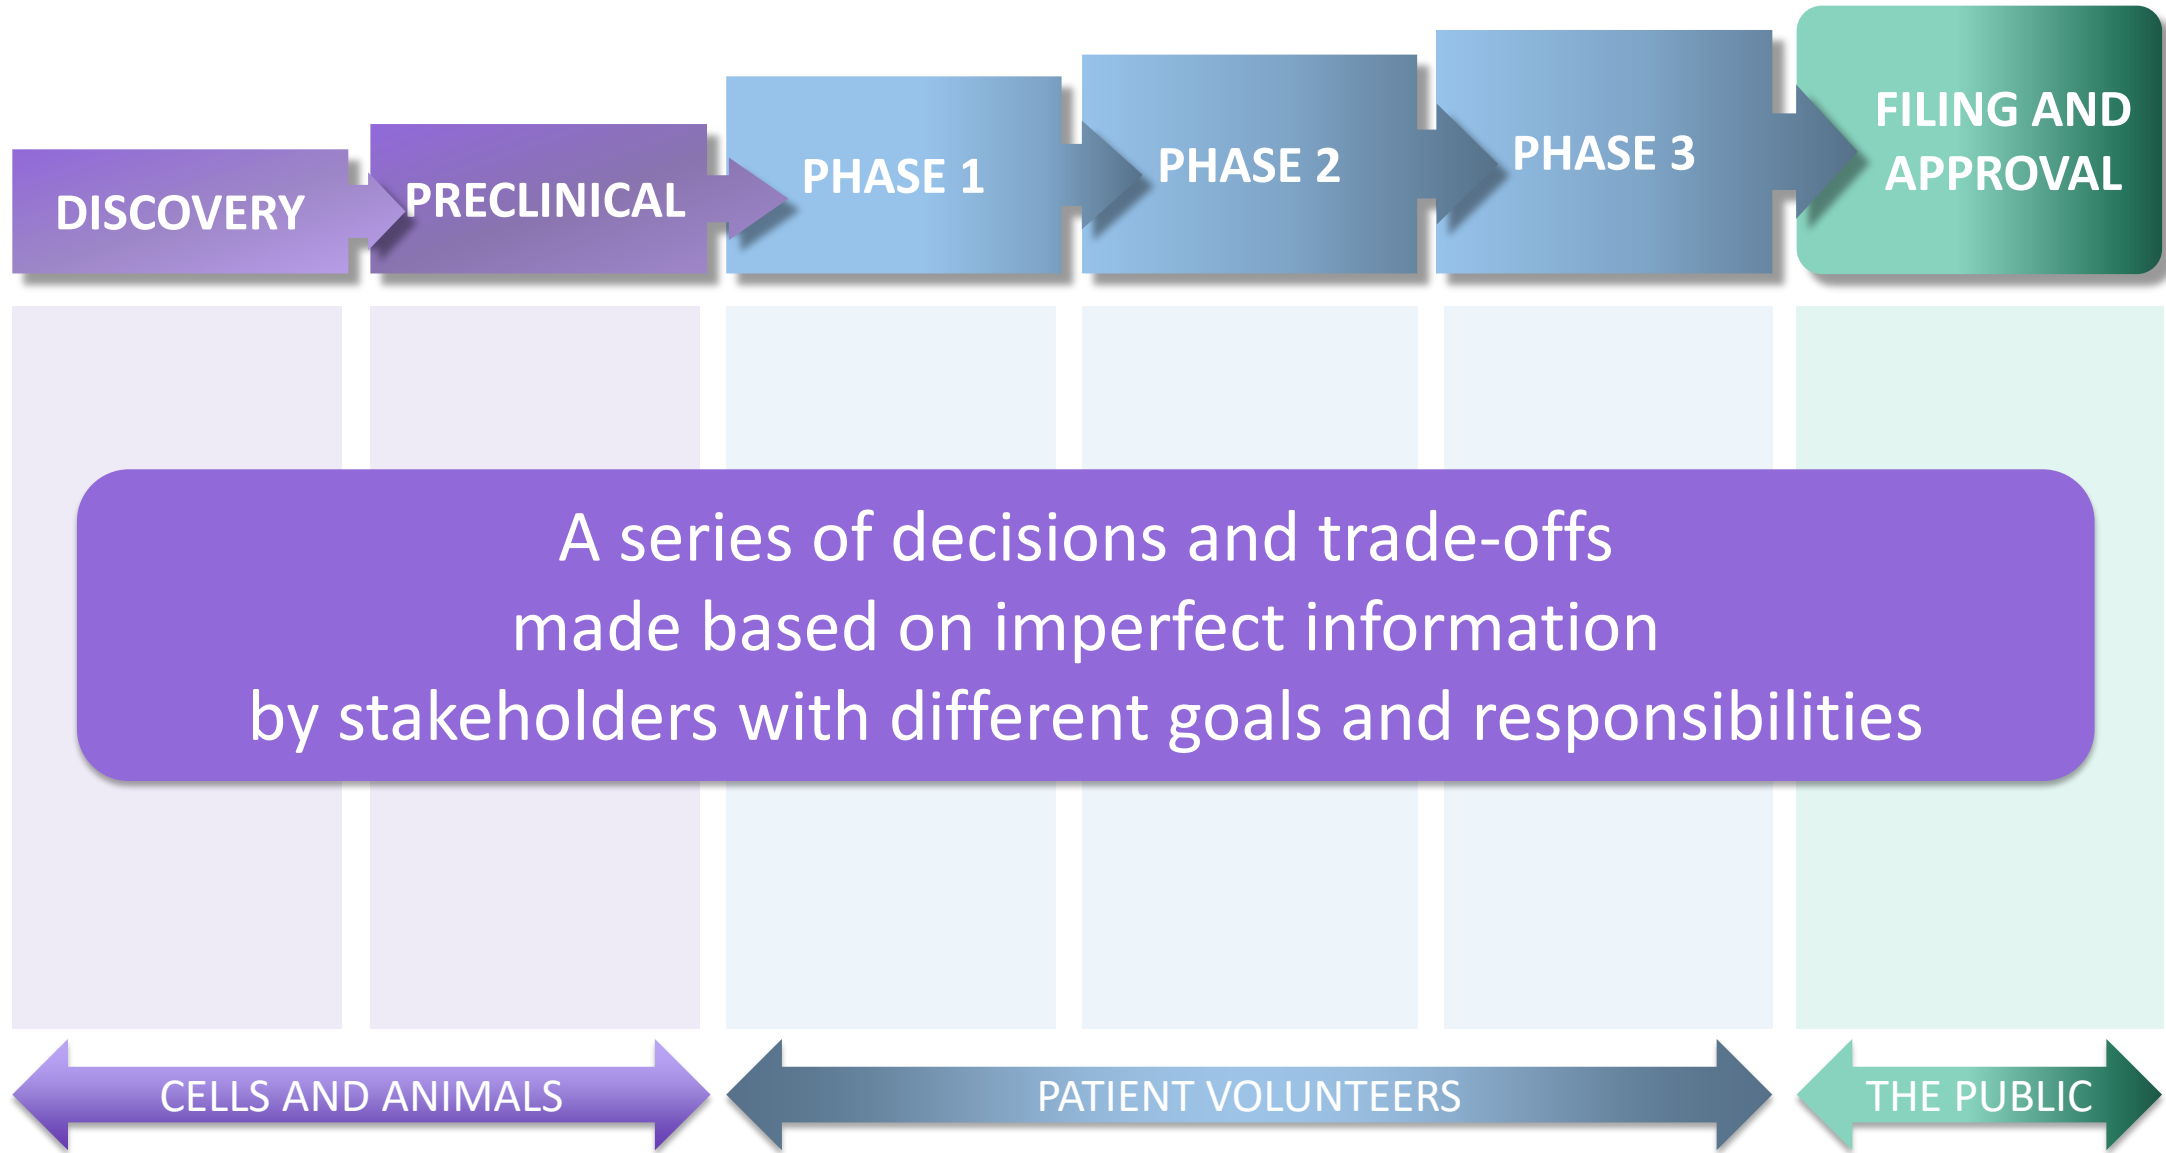 DISCOVERY
PRECLINICAL
PHASE 1
PHASE 2
PHASE 3
FILING AND
APPROVAL
A series of decisions and trade-offs
made based on imperfect information
by stakeholders with different goals and responsibilities
CELLS AND ANIMALS
PATIENT VOLUNTEERS
THE PUBLIC